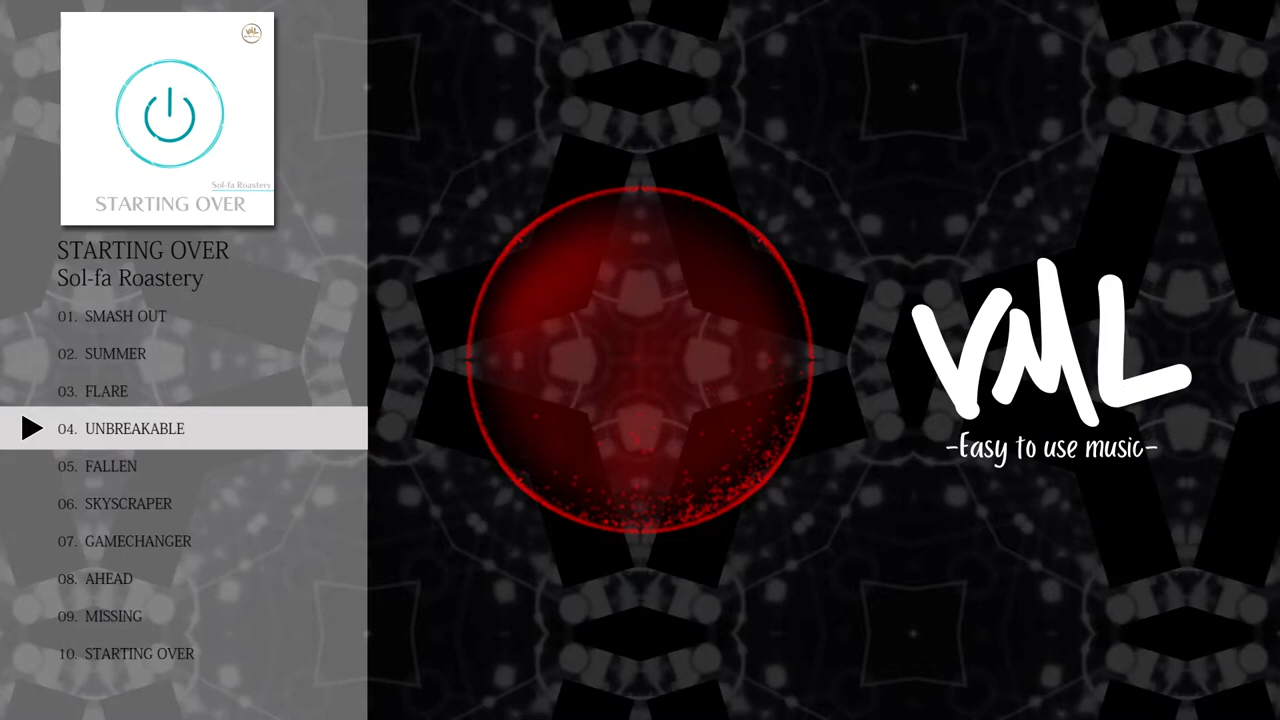 VML
Sol-fa Roastery
STARTING OVER
STARTING OVER
Sol-fa Roastery
01. SMASH OUT
02. SUMMER
03. FLARE
04. UNBREAKABLE
05. FALLEN
06. SKYSCRAPER
07. GAMECHANGER
08. AHEAD
09. MISSING
10. STARTING OVER
VML
-Easy to use music-